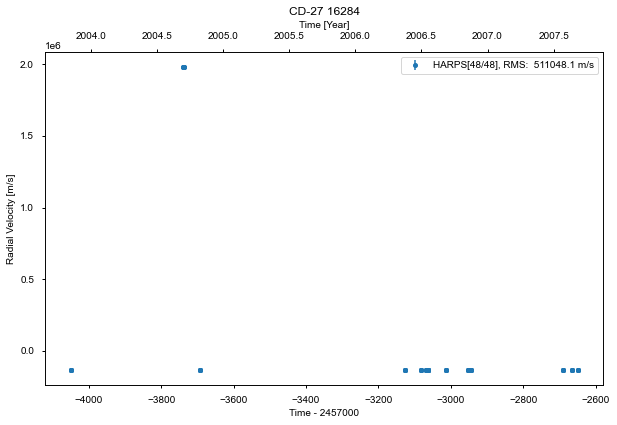 CD-27 16284
Time [Year]
2004.0 2004.5 2005.0 2005.5 2006.0 2006.5 2007.0 2007.5
1e6
HARPS[48/48], RMS:  511048.1 m/s
2.0
1.5
1.0
0.5
0.0
Radial Velocity [m/s]
−4000 −3800 −3600 −3400 −3200 −3000 −2800 −2600
Time - 2457000